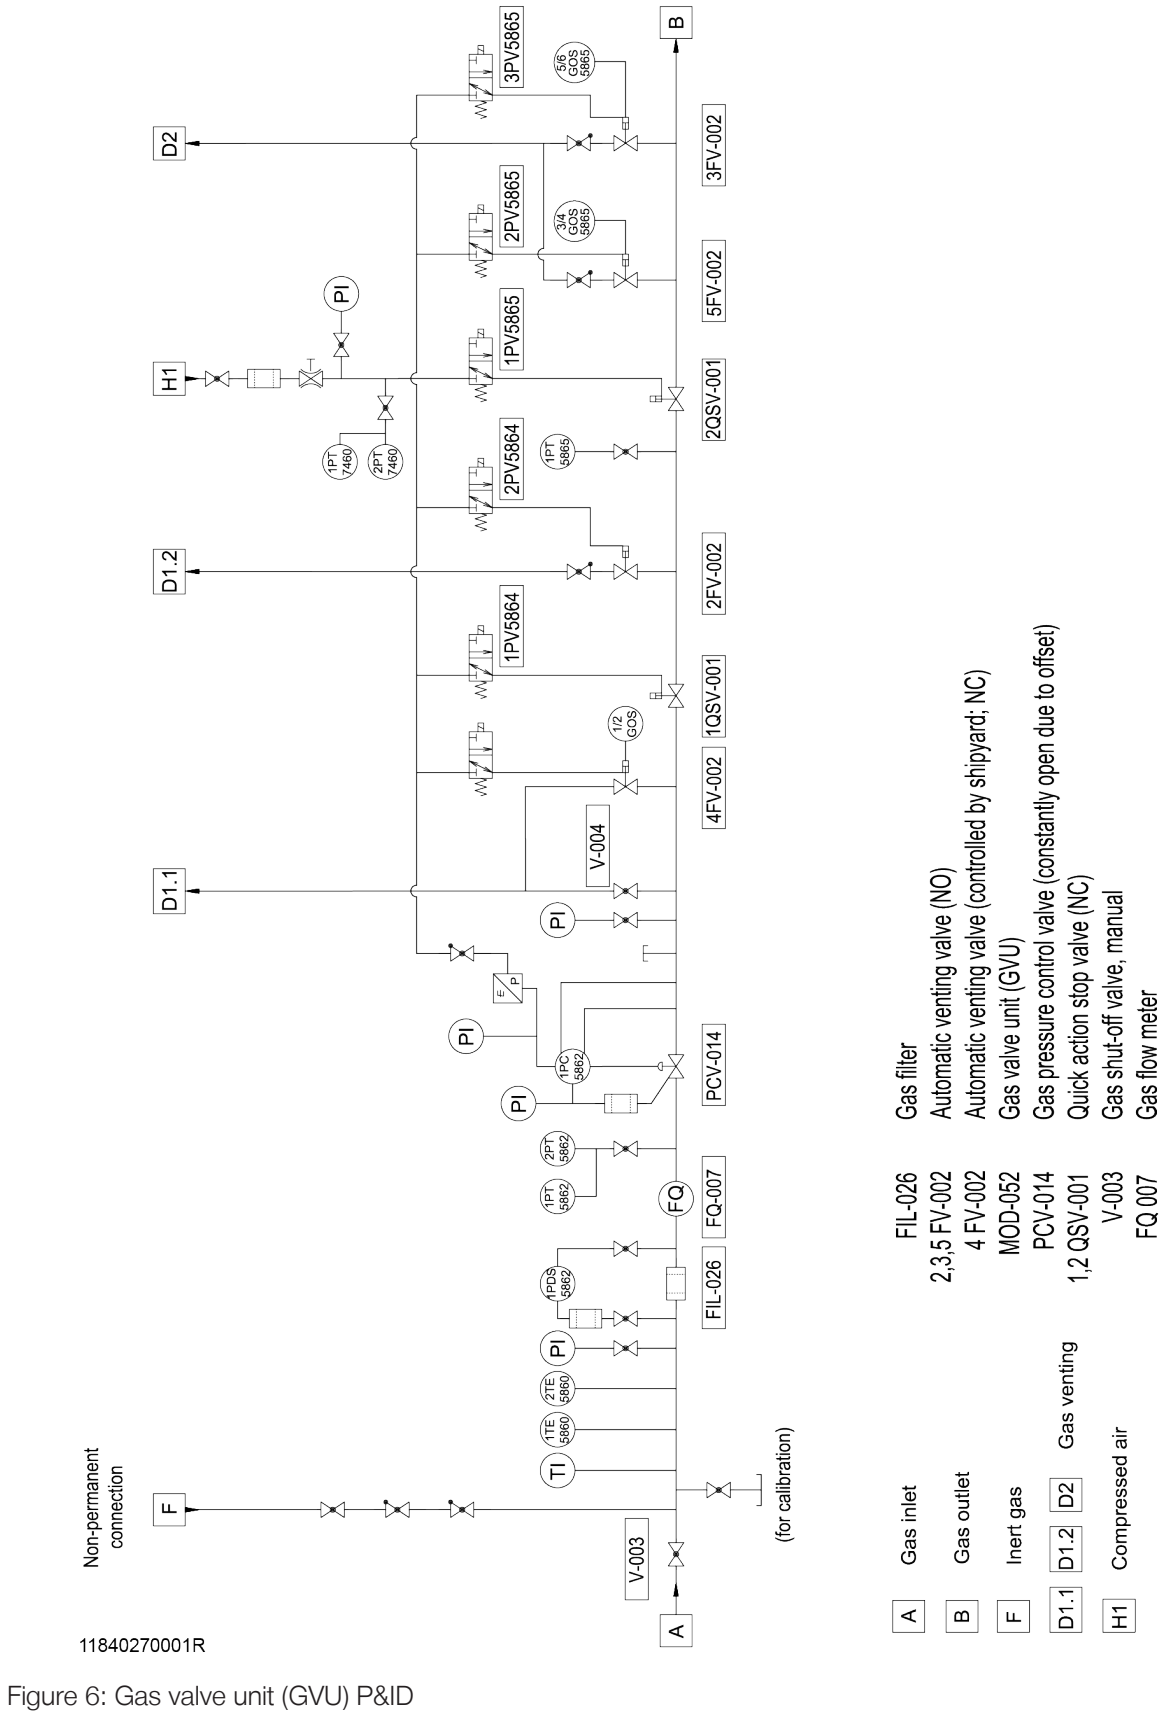 Non-permanent
connection
F
D1.1
D1.2
H1
D2
1PT
7460
2PT
7460
PI
1PV5864
2PV5864
1PV5865
2PV5865
3PV5865
TI
1TE
5860
2TE
5860
PI
1PDS
5862
1PT
5862
2PT
5862
PI
PI
1PC
5862
E
P
PI
V-004
1/2
GOS
1PT
5865
3/4
GOS
5865
5/6
GOS
5865
A
V-003
(for calibration)
FIL-026
FQ
FQ-007
PCV-014
4FV-002
1QSV-001
2FV-002
2QSV-001
5FV-002
3FV-002
B
A Gas inlet
B Gas outlet
F Inert gas
D1.1 D1.2 D2 Gas venting
H1 Compressed air
FIL-026 Gas filter
2,3,5 FV-002 Automatic venting valve (NO)
4 FV-002 Automatic venting valve (controlled by shipyard; NC)
MOD-052 Gas valve unit (GVU)
PCV-014 Gas pressure control valve (constantly open due to offset)
1,2 QSV-001 Quick action stop valve (NC)
V-003 Gas shut-off valve, manual
FQ 007 Gas flow meter
11840270001R
Figure 6: Gas valve unit (GVU) P&ID